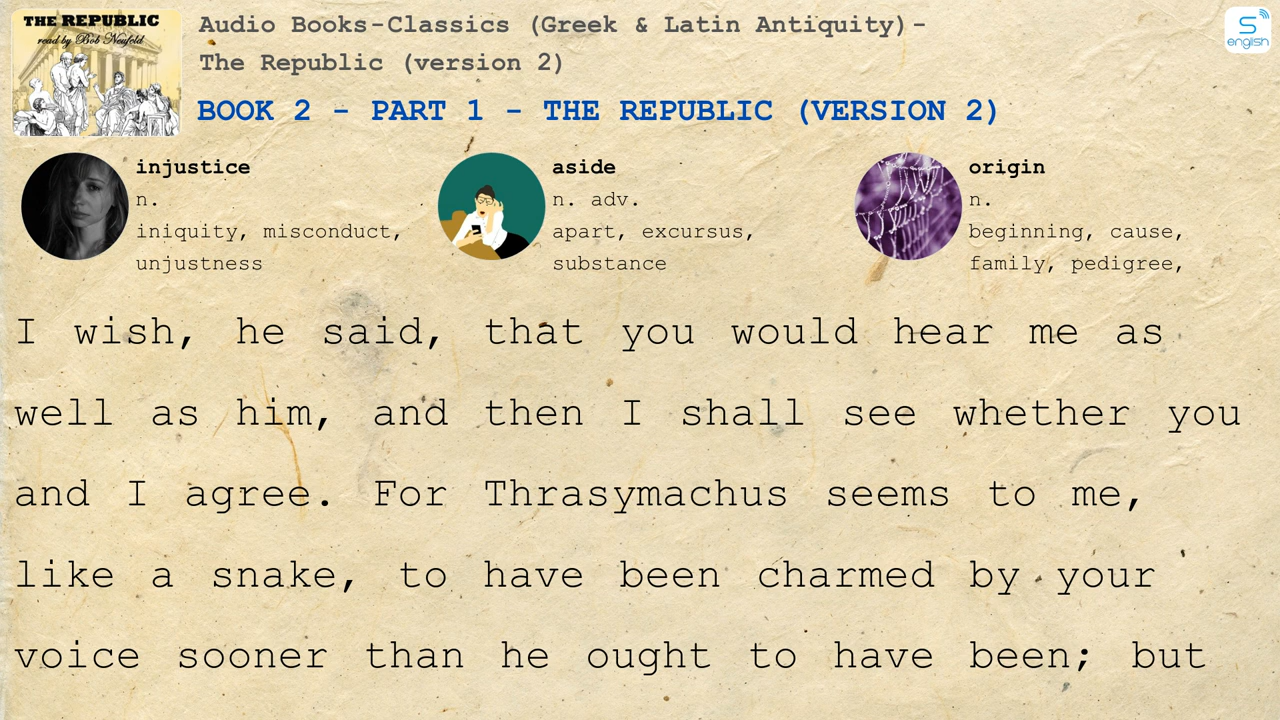 THE REPUBLIC
read by Bob Neufeld
Audio Books-Classics (Greek & Latin Antiquity)-
The Republic (version 2)
S
english
BOOK 2 - PART 1 - THE REPUBLIC (VERSION 2)
injustice
n.
iniquity, misconduct,
unjustness
aside
n. adv.
apart, excursus,
substance
origin
n.
beginning, cause,
family, pedigree,
I wish, he said, that you would hear me as
well as him, and then I shall see whether you
and I agree. For Thrasymachus seems to me,
like a snake, to have been charmed by your
voice sooner than he ought to have been; but